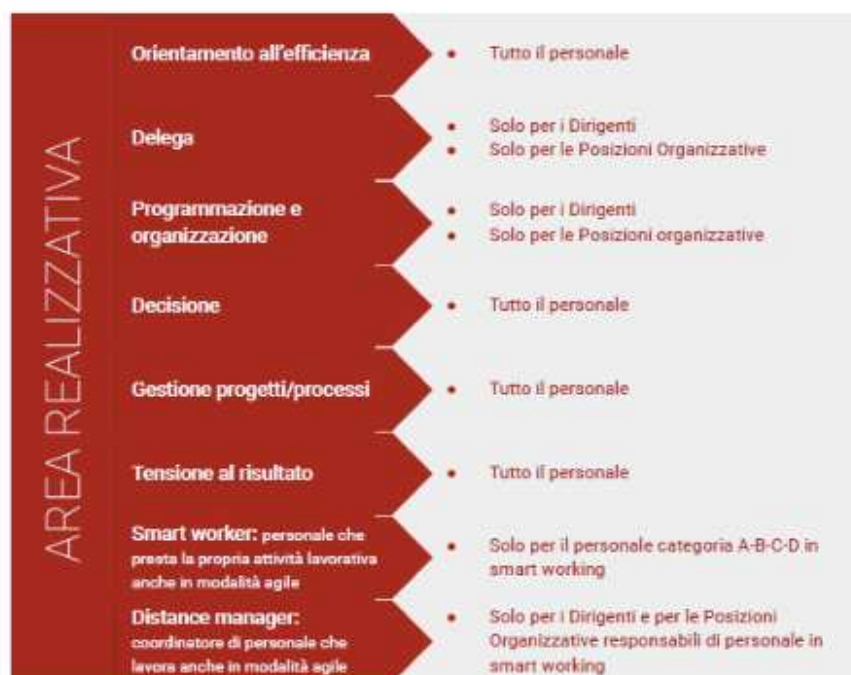 AREA REALIZZATIVA
Orientamento all'efficienza
• Tutto il personale
Delega
• Solo per i Dirigenti
• Solo per le Posizioni Organizzative
Programmazione e
organizzazione
• Solo per i Dirigenti
• Solo per le Posizioni organizzative
Decisione
• Tutto il personale
Gestione progetti/processi
• Tutto il personale
Tensione al risultato
• Tutto il personale
Smart worker: personale che
presta la propria attività lavorativa
anche in modalità agile
• Solo per il personale categoria A-B-C-D in
smart working
Distance manager:
coordinatore di personale che
lavora anche in modalità agile
• Solo per i Dirigenti e per le Posizioni
Organizzative responsabili di personale in
smart working